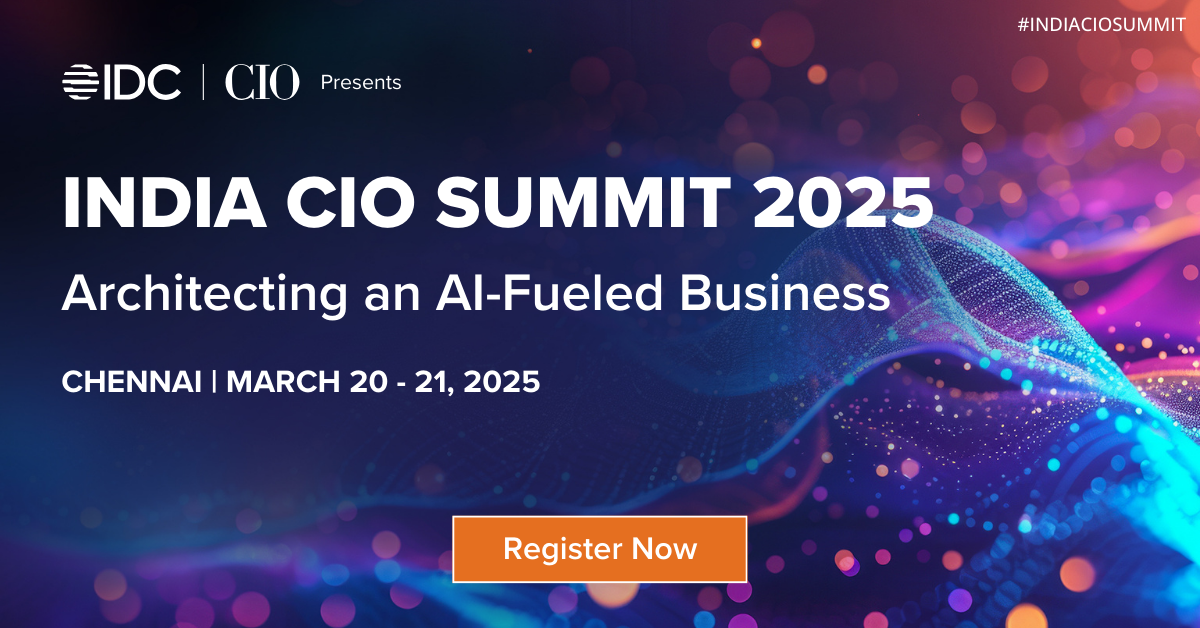 #INDIACIOSUMMIT
IDC | CIO Presents
INDIA CIO SUMMIT 2025
Architecting an AI-Fueled Business
CHENNAI | MARCH 20 - 21, 2025
Register Now